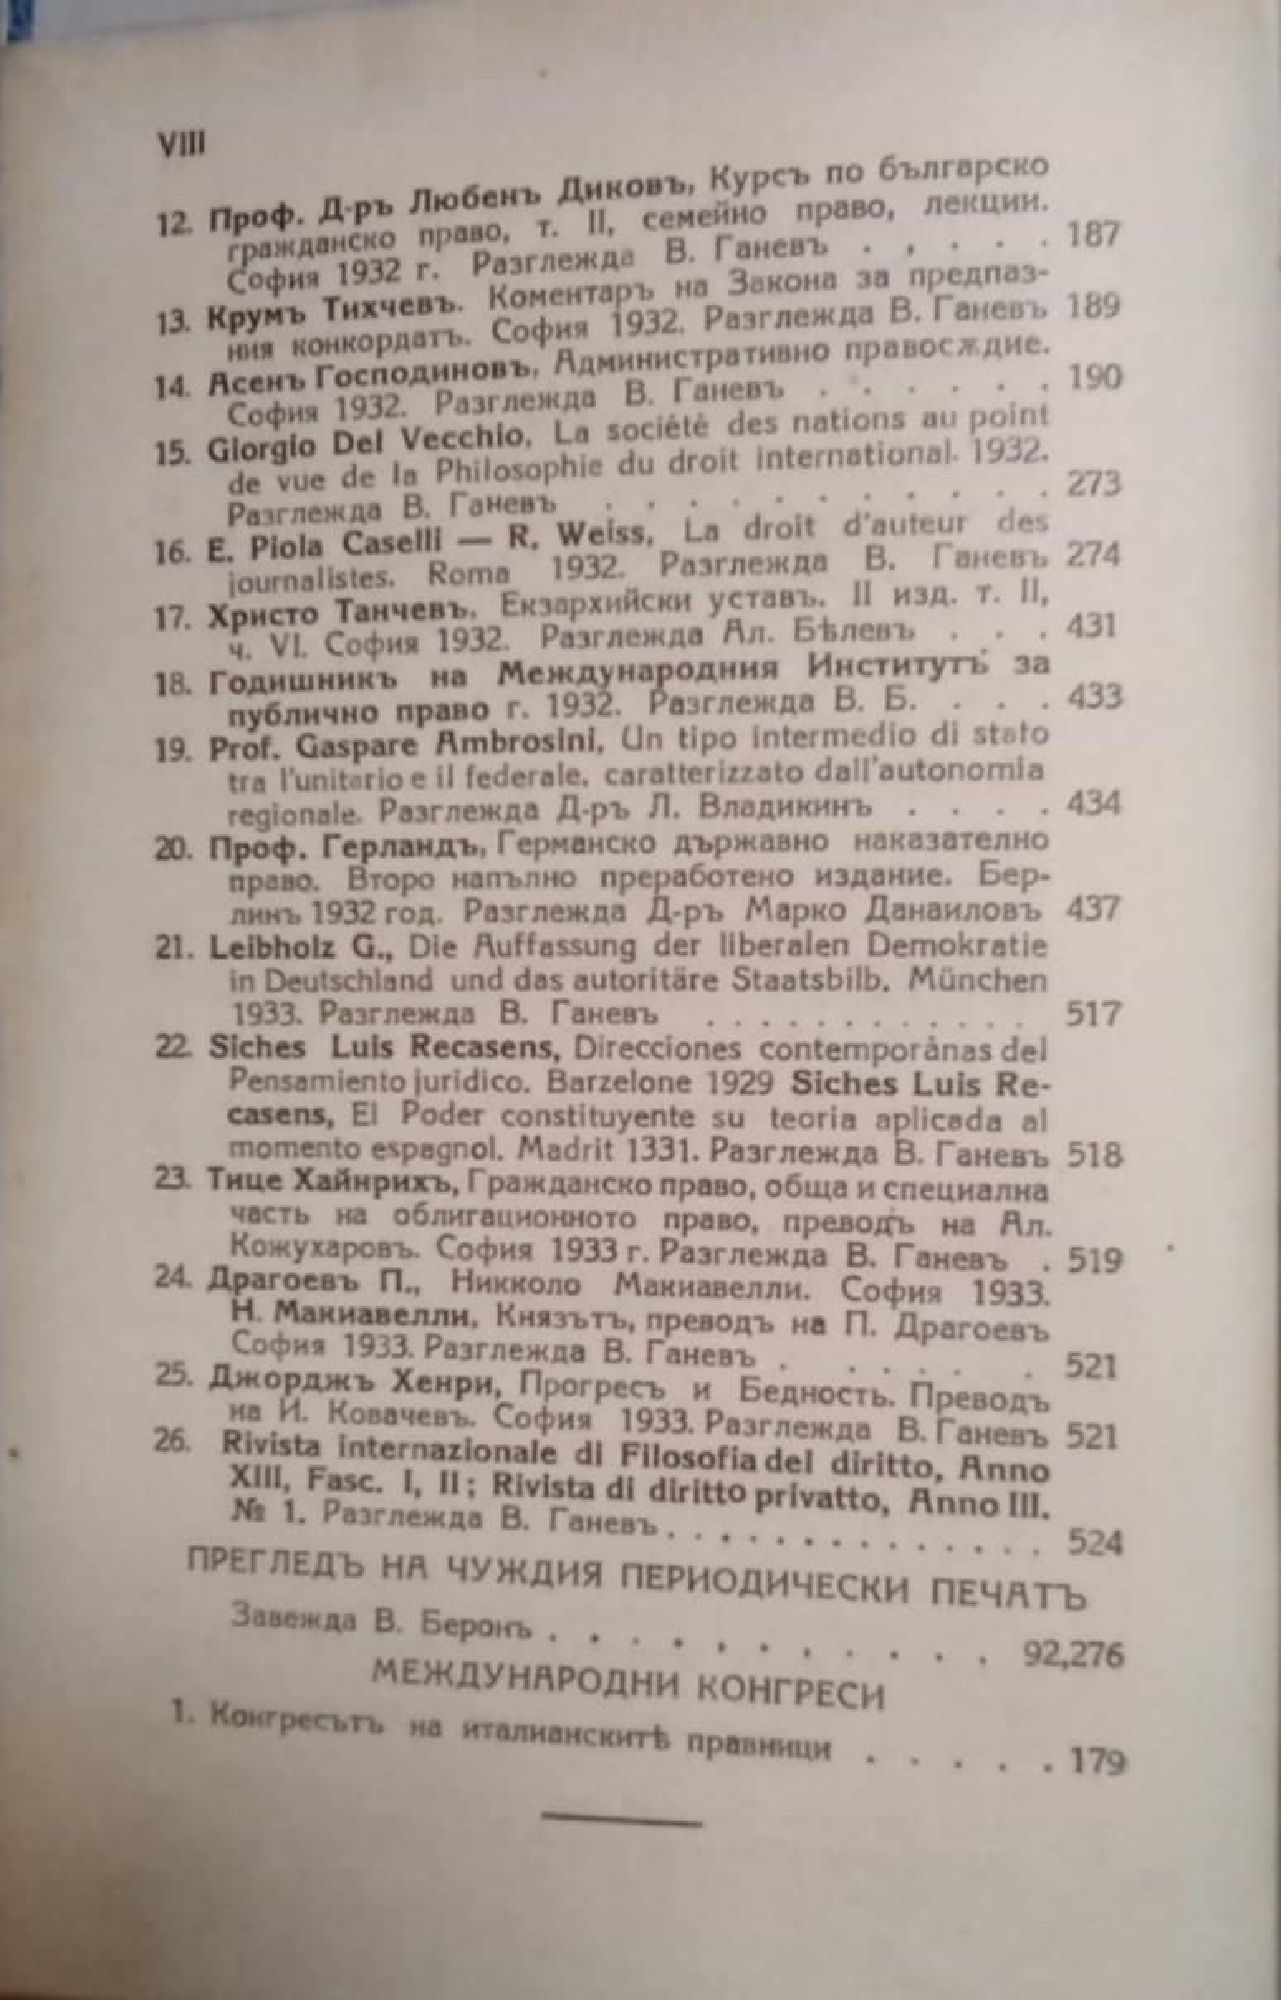 VIII
12. Проф. Д-ръ Любенъ Диковъ, Курсъ по българско
гражданско право, т. II, семейно право, лекции.
София 1932 г. Разглежда В. Ганевъ . , . . . 187
13. Крумъ Тихчевъ. Коментаръ на Закона за предпаз-
ния конкордатъ. София 1932. Разглежда В. Ганевъ 189
14. Асенъ Господиновъ, Административно правосѫдие.
София 1932. Разглежда В. Ганевъ . . . . . . 190
15. Giorgio Del Vecchio, La société des nations au point
de vue de la Philosophie du droit international. 1932.
Разглежда В. Ганевъ . . . . . . . . . . . 273
16. E. Piola Caselli — R. Weiss, La droit d'auteur des
journalistes. Roma 1932. Разглежда В. Ганевъ 274
17. Христо Танчевъ. Екзархийски уставъ. II изд. т. II,
ч. VI. София 1932. Разглежда Ал. Бѣлевъ . . . 431
18. Годишникъ на Международния Институтъ за
публично право г. 1932. Разглежда В. Б. . . . 433
19. Prof. Gaspare Ambrosini, Un tipo intermedio di stato
tra l'unitario e il federale, caratterizzato dall'autonomia
regionale. Разглежда Д-ръ Л. Владикинъ . . . . 434
20. Проф. Герландъ, Германско държавно наказателно
право. Второ напълно преработено издание. Бер-
линъ 1932 год. Разглежда Д-ръ Марко Данаиловъ 437
21. Leibholz G., Die Auffassung der liberalen Demokratie
in Deutschland und das autoritäre Staatsbilb. München
1933. Разглежда В. Ганевъ . . . . . . . . . . . . 517
22. Siches Luis Recasens, Direcciones contemporánas del
Pensamiento juridico. Barzelone 1929 Siches Luis Re-
casens, El Poder constituyente su teoria aplicada al
momento espagnol. Madrit 1331. Разглежда В. Ганевъ 518
23. Тице Хайнрихъ, Гражданско право, обща и специална
часть на облигационното право, преводъ на Ал.
Кожухаровъ. София 1933 г. Разглежда В. Ганевъ . 519
24. Драгоевъ П., Никколо Макиавелли. София 1933.
Н. Макиавелли, Князътъ, преводъ на П. Драгоевъ
София 1933. Разглежда В. Ганевъ . . . . . . 521
25. Джорджъ Хенри, Прогресъ и Бедность. Преводъ
на И. Ковачевъ. София 1933. Разглежда В. Ганевъ 521
26. Rivista internazionale di Filosofia del diritto, Anno
XIII, Fasc. I, II; Rivista di diritto privatto, Anno III.
№ 1. Разглежда В. Ганевъ . . . . . . . . . . . . . . 524
ПРЕГЛЕДЪ НА ЧУЖДИЯ ПЕРИОДИЧЕСКИ ПЕЧАТЪ
Завежда В. Беронъ . . . . . . . . . . . 92,276
МЕЖДУНАРОДНИ КОНГРЕСИ
1. Конгресътъ на италианскитѣ правници . . . . . 179